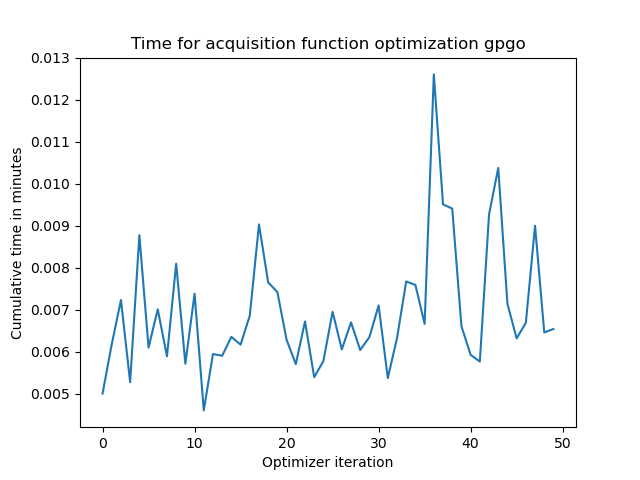 Time for acquisition function optimization gpgo
0.013
0.012
0.011
0.010
0.009
0.008
0.007
0.006
0.005
Cumulative time in minutes
0 10 20 30 40 50
Optimizer iteration